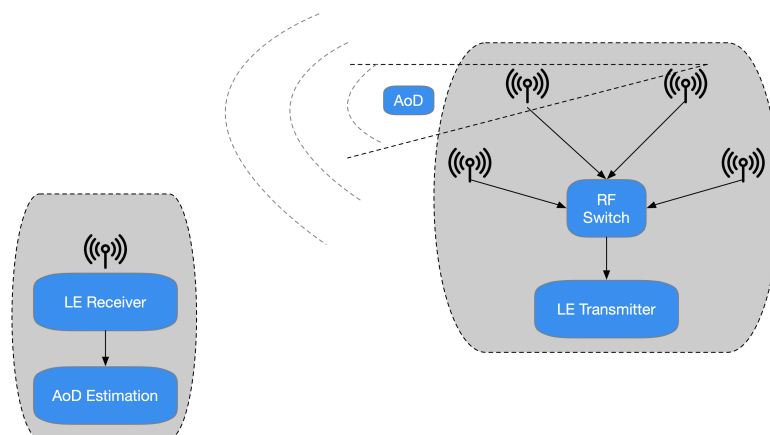 AoD
RF
Switch
LE Transmitter
LE Receiver
AoD Estimation